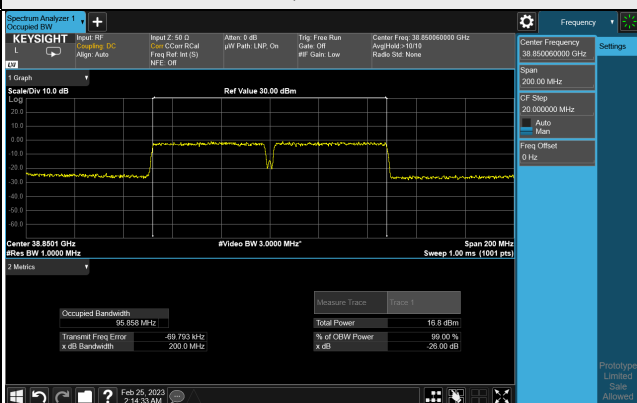 Spectrum Analyzer 1
Occupied BW
+
KEYSIGHT
L
Input: RF
Coupling: DC
Align: Auto
Input Z: 50 Ω
Corr CCorr RCal
Freq Ref: Int (S)
NFE: Off
Atten: 0 dB
µW Path: LNP, On
Trig: Free Run
Gate: Off
#IF Gain: Low
Center Freq: 38.850060000 GHz
Avg|Hold:>10/10
Radio Std: None
1 Graph
Scale/Div 10.0 dB
Ref Value 30.00 dBm
Log
20.0
10.0
0.00
-10.0
-20.0
-30.0
-40.0
-50.0
-60.0
Center 38.8501 GHz
#Res BW 1.0000 MHz
#Video BW 3.0000 MHz*
Span 200 MHz
Sweep 1.00 ms (1001 pts)
2 Metrics
Measure Trace
Trace 1
Occupied Bandwidth
95.858 MHz
Total Power
16.8 dBm
Transmit Freq Error
-69.793 kHz
% of OBW Power
99.00 %
x dB Bandwidth
200.0 MHz
x dB
-26.00 dB
Feb 25, 2023
2:14:33 AM
?
Frequency
Center Frequency
38.850060000 GHz
Settings
Span
200.00 MHz
CF Step
20.000000 MHz
Auto
Man
Freq Offset
0 Hz
Prototype
Limited
Sale
Allowed